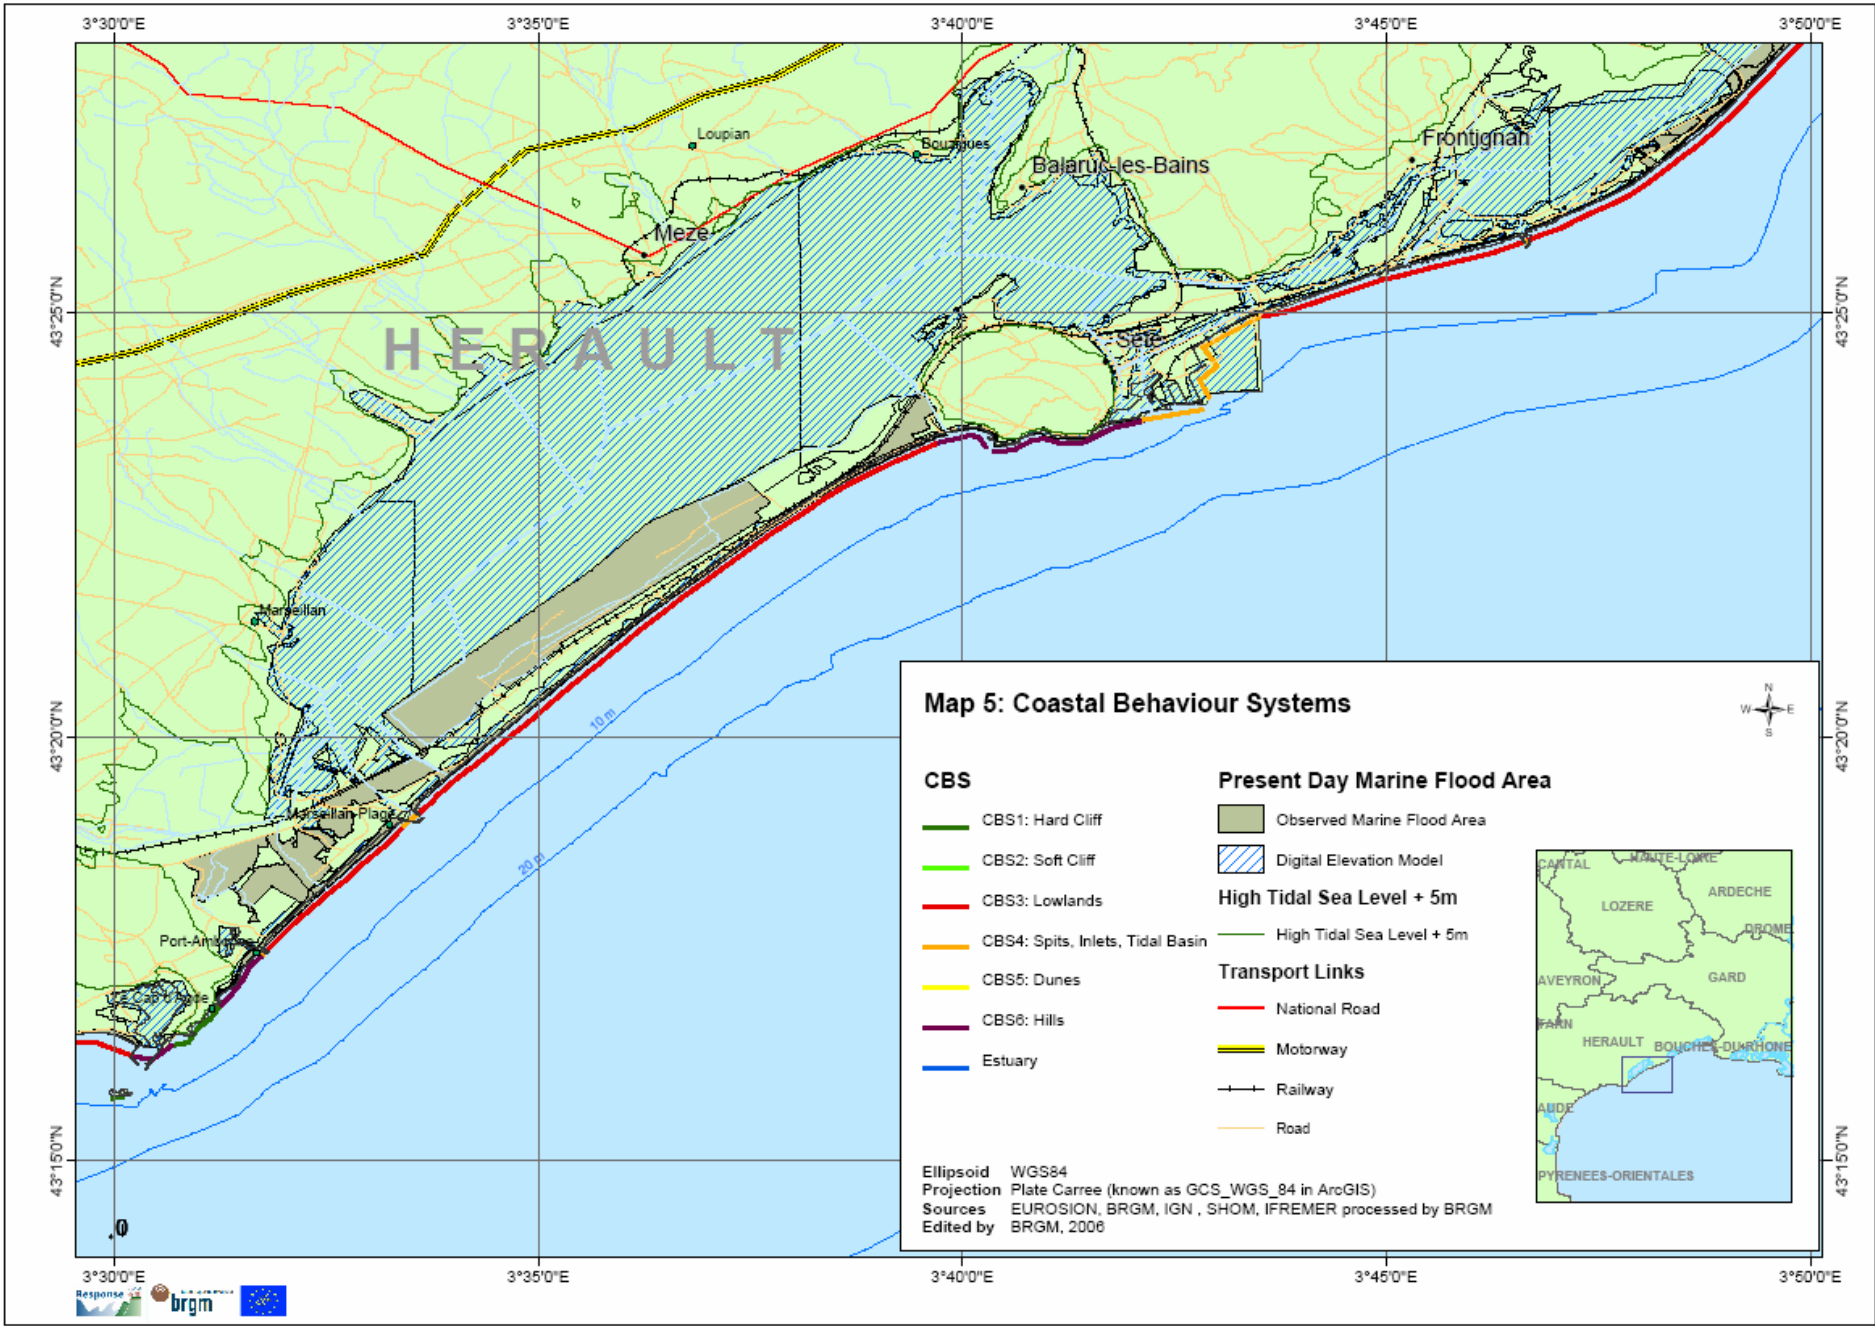 3°30'0"E
3°35'0"E
3°40'0"E
3°45'0"E
3°50'0"E
Loupian
Bouzigues
Balaruc-les-Bains
Frontignan
Meze
43°25'0"N
43°25'0"N
HERAULT
Sete
Marseillan
10 m
43°20'0"N
43°20'0"N
Marseillan-Plage
20 m
Port-Ambonne
Le Cap d'Agde
43°15'0"N
43°15'0"N
Map 5: Coastal Behaviour Systems
N
W E
S
CBS
CBS1: Hard Cliff
CBS2: Soft Cliff
CBS3: Lowlands
CBS4: Spits, Inlets, Tidal Basin
CBS5: Dunes
CBS6: Hills
Estuary
Present Day Marine Flood Area
Observed Marine Flood Area
Digital Elevation Model
High Tidal Sea Level + 5m
High Tidal Sea Level + 5m
Transport Links
National Road
Motorway
Railway
Road
CANTAL
HAUTE-LOIRE
ARDECHE
LOZERE
DROME
AVEYRON
GARD
TARN
HERAULT
BOUCHES-DU-RHONE
AUDE
PYRENEES-ORIENTALES
Ellipsoid WGS84
Projection Plate Carree (known as GCS_WGS_84 in ArcGIS)
Sources EUROSION, BRGM, IGN , SHOM, IFREMER processed by BRGM
Edited by BRGM, 2006
3°30'0"E
3°35'0"E
3°40'0"E
3°45'0"E
3°50'0"E
Response
brgm